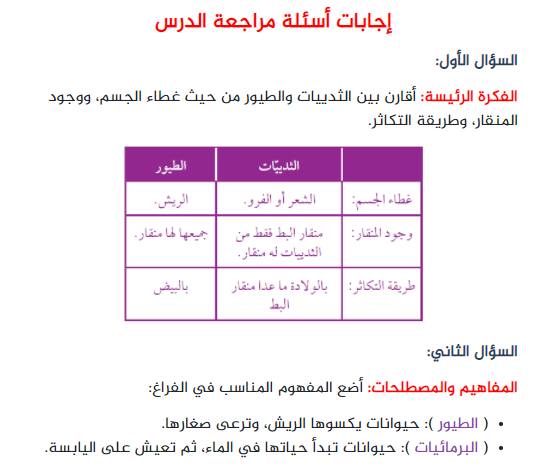 إجابات أسئلة مراجعة الدرس
السؤال الأول:
الفكرة الرئيسة: أقارن بين الثدييات والطيور من حيث غطاء الجسم، ووجود
المنقار، وطريقة التكاثر.
الثدييّات الطيور
غطاء الجسم: الشعر أو الفرو. الريش.
وجود المنقار: منقار البط فقط من جميعها لها منقار.
الثدييات له منقار.
طريقة التكاثر: بالولادة ما عدا منقار بالبيض
البط
السؤال الثاني:
المفاهيم والمصطلحات: أضع المفهوم المناسب في الفراغ:
• ( الطيور ): حيوانات يكسوها الريش، وترعى صغارها.
• ( البرمائيات ): حيوانات تبدأ حياتها في الماء، ثم تعيش على اليابسة.